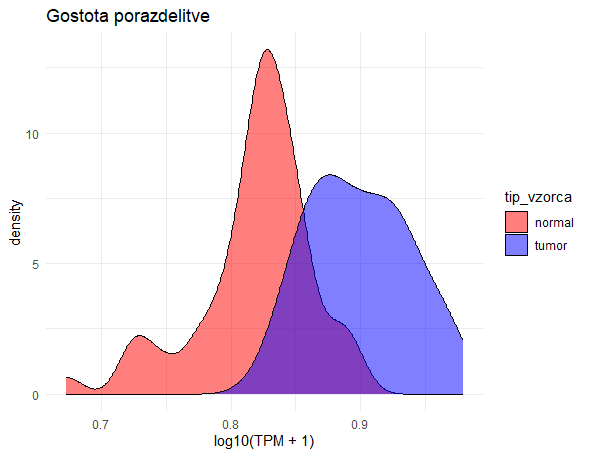 Gostota porazdelitve
density
10
5
0
0.7
0.8
0.9
log10(TPM + 1)
tip_vzorca
normal
tumor